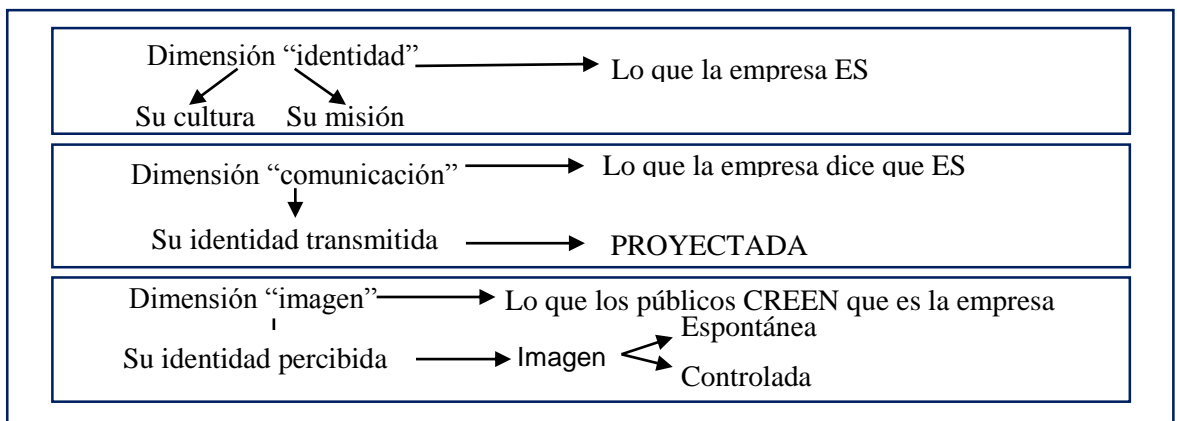 Dimensión “identidad”
Lo que la empresa ES
Su cultura Su misión
Dimensión “comunicación”
Lo que la empresa dice que ES
Su identidad transmitida
PROYECTADA
Dimensión “imagen”
Lo que los públicos CREEN que es la empresa
Su identidad percibida
Imagen
Espontánea
Controlada